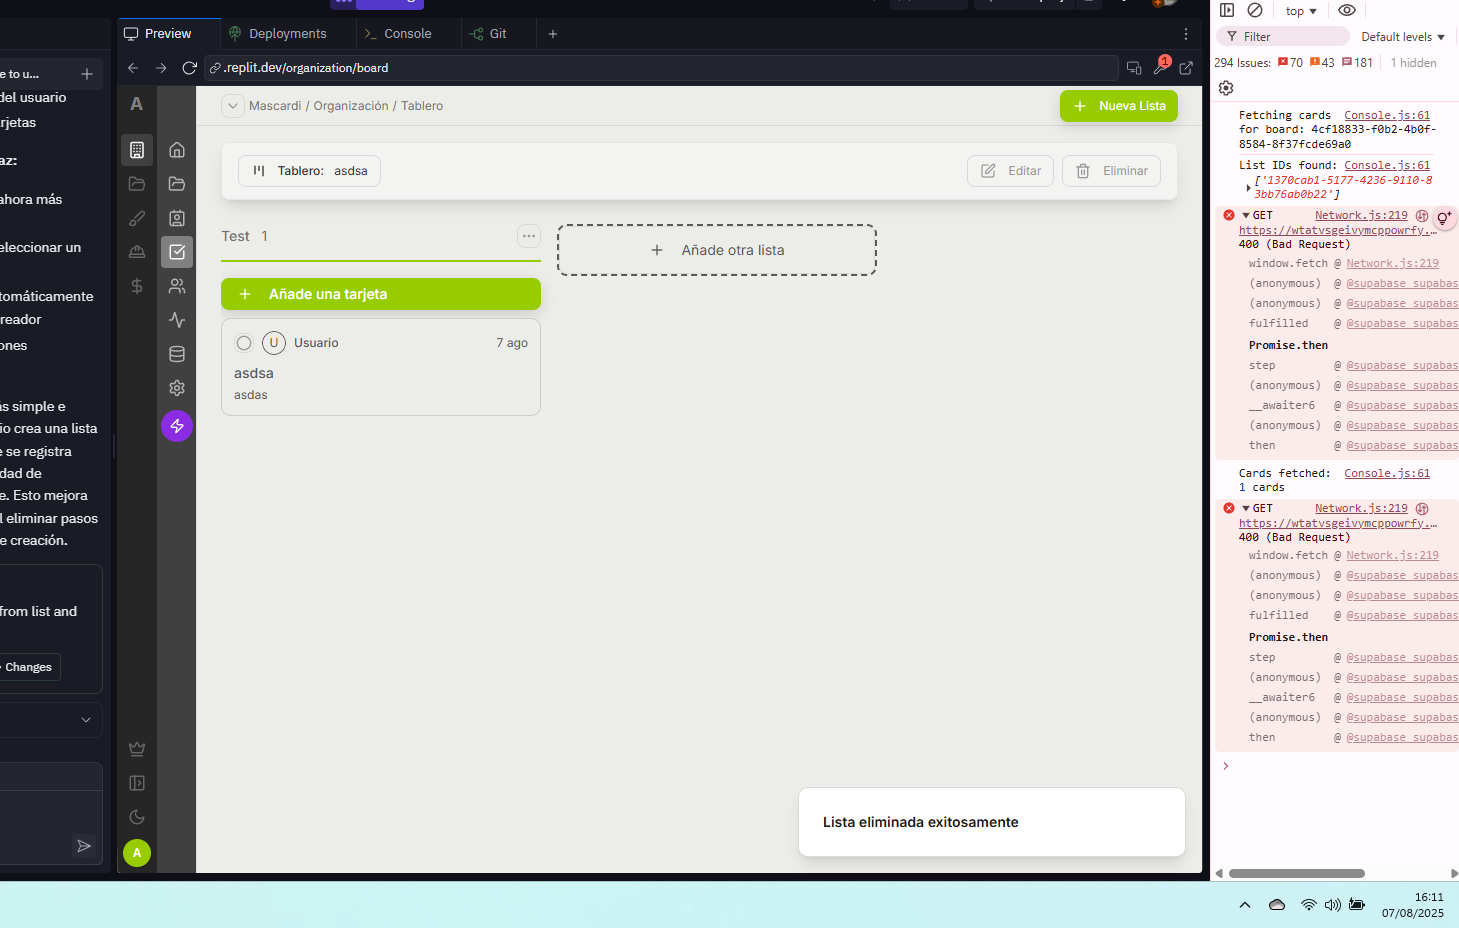 e to u...
del usuario
arjetas
az:
ahora más
eleccionar un
tomáticamente
reador
ones
ás simple e
io crea una lista
e se registra
dad de
e. Esto mejora
l eliminar pasos
e creación.
from list and
Changes
Preview
Deployments
Console
Git
.replit.dev/organization/board
1
A
Mascardi / Organización / Tablero
Nueva Lista
Tablero: asdsa
Editar
Eliminar
Test 1
Añade otra lista
Añade una tarjeta
U Usuario 7 ago
asdsa
asdas
Lista eliminada exitosamente
A
top
Filter
Default levels
294 Issues: 70 43 181 1 hidden
Fetching cards Console.js:61
for board: 4cf18833-f0b2-4b0f-
8584-8f37fcde69a0
List IDs found: Console.js:61
['1370cab1-5177-4236-9110-8
3bb76ab0b22']
GET Network.js:219
https://wtatvsgeivymcppowrfy.…
400 (Bad Request)
window.fetch @ Network.js:219
(anonymous) @ @supabase_supabas
(anonymous) @ @supabase_supabas
fulfilled @ @supabase_supabas
Promise.then
step @ @supabase_supabas
(anonymous) @ @supabase_supabas
__awaiter6 @ @supabase_supabas
(anonymous) @ @supabase_supabas
then @ @supabase_supabas
Cards fetched: Console.js:61
1 cards
GET Network.js:219
https://wtatvsgeivymcppowrfy.…
400 (Bad Request)
window.fetch @ Network.js:219
(anonymous) @ @supabase_supabas
(anonymous) @ @supabase_supabas
fulfilled @ @supabase_supabas
Promise.then
step @ @supabase_supabas
(anonymous) @ @supabase_supabas
__awaiter6 @ @supabase_supabas
(anonymous) @ @supabase_supabas
then @ @supabase_supabas
16:11
07/08/2025